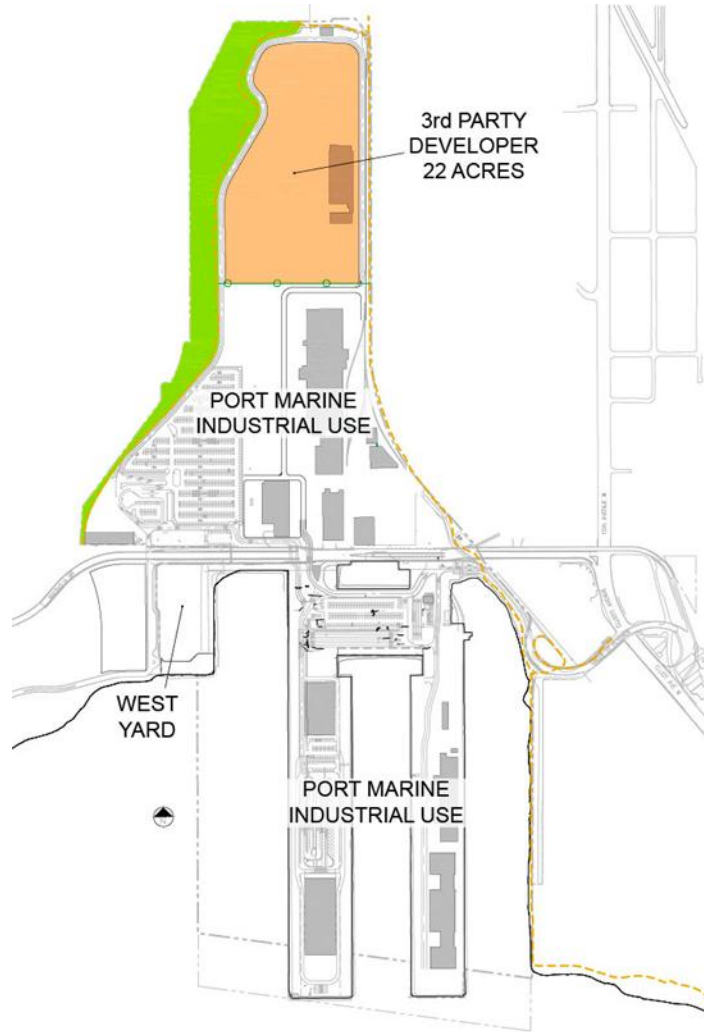 3rd PARTY
DEVELOPER
22 ACRES
PORT MARINE
INDUSTRIAL USE
WEST
YARD
PORT MARINE
INDUSTRIAL USE